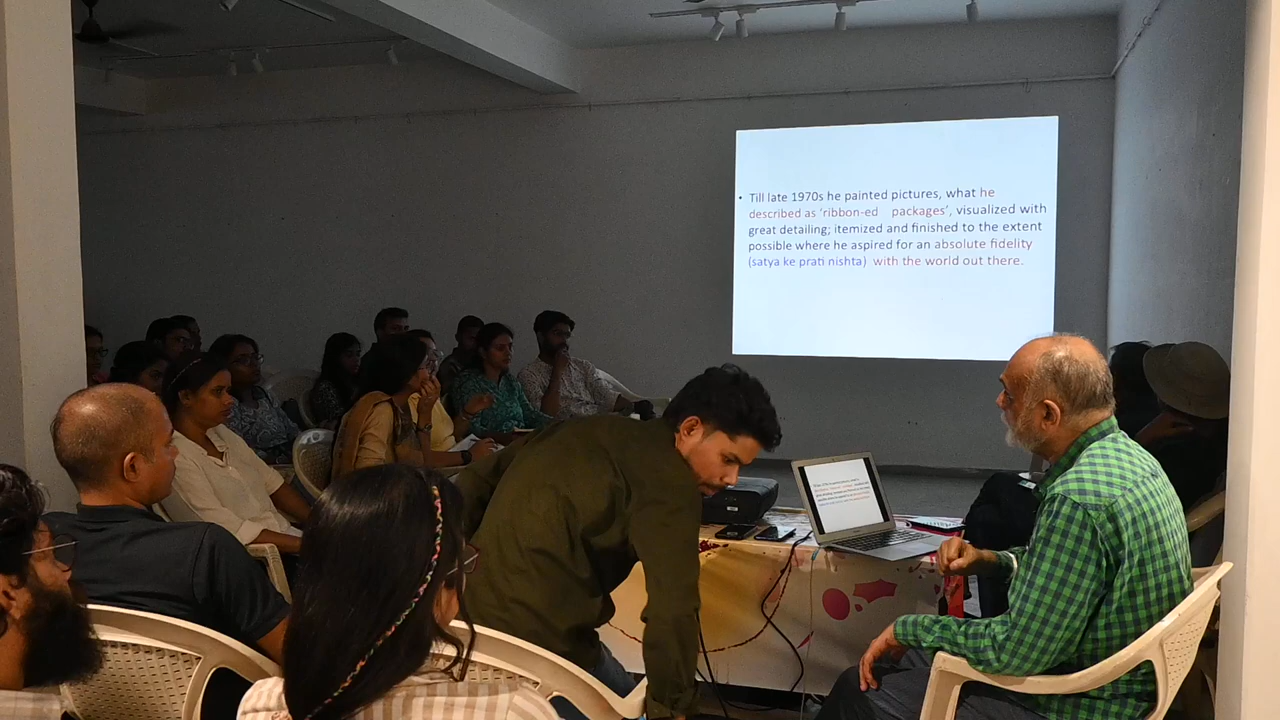 • Till late 1970s he painted pictures, what he
described as ‘ribbon-ed packages’, visualized with
great detailing; itemized and finished to the extent
possible where he aspired for an absolute fidelity
(satya ke prati nishta) with the world out there.